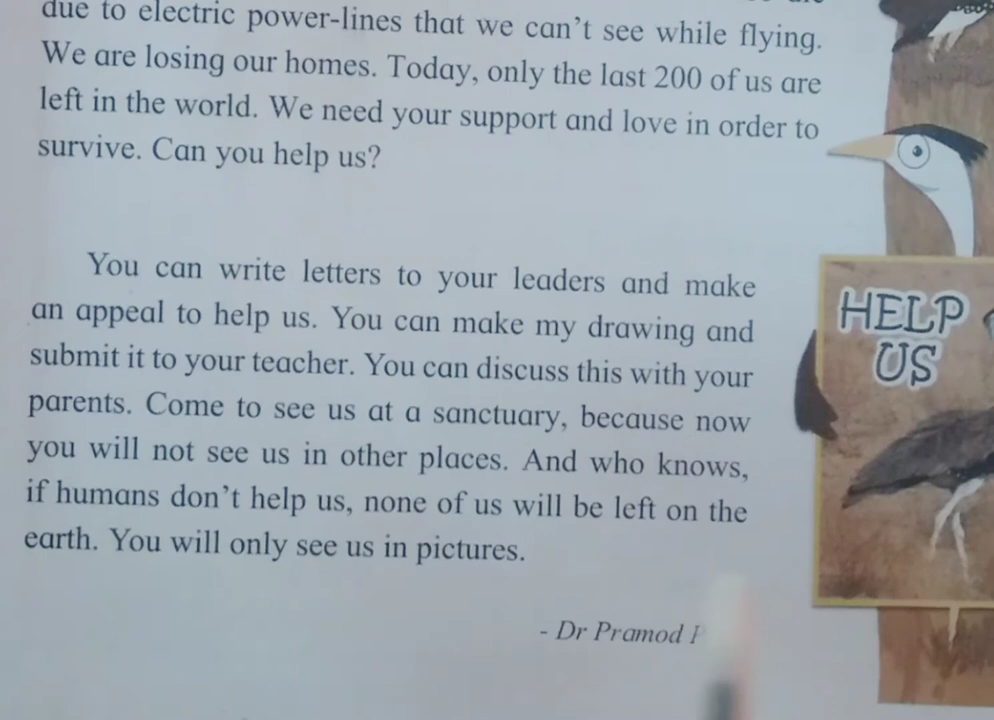 due to electric power-lines that we can't see while flying.
We are losing our homes. Today, only the last 200 of us are
left in the world. We need your support and love in order to
survive. Can you help us?
You can write letters to your leaders and make
an appeal to help us. You can make my drawing and
submit it to your teacher. You can discuss this with your
parents. Come to see us at a sanctuary, because now
you will not see us in other places. And who knows,
if humans don't help us, none of us will be left on the
earth. You will only see us in pictures.
- Dr Pramod
HELP
US